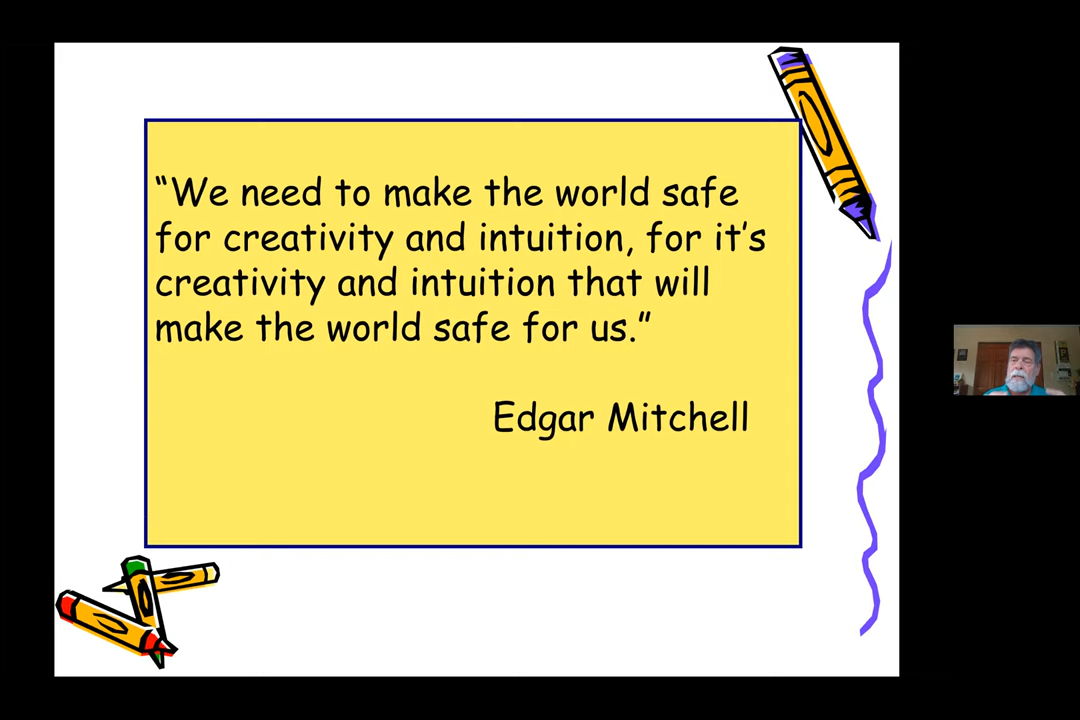 “We need to make the world safe
for creativity and intuition, for it’s
creativity and intuition that will
make the world safe for us.”
Edgar Mitchell